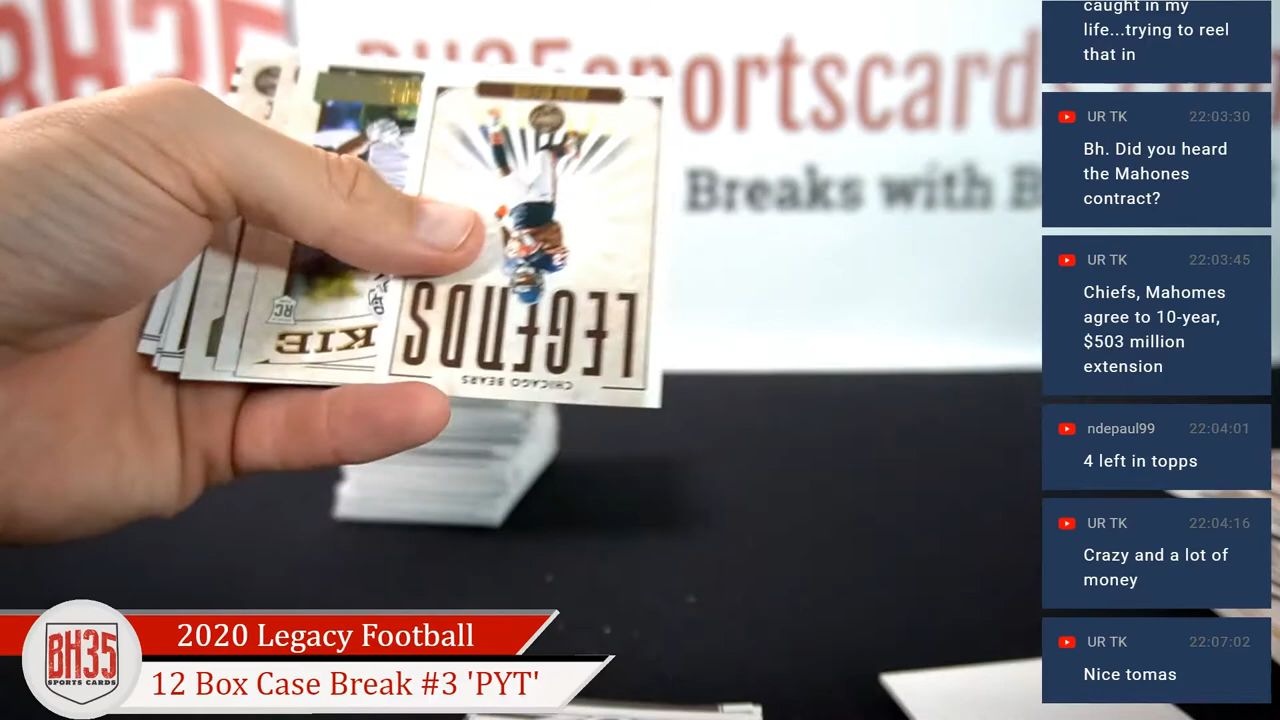 BH35sportscards
Breaks with B
RC
KIE
LEGENDS
CHICAGO BEARS
caught in my
life...trying to reel
that in
UR TK 22:03:30
Bh. Did you heard
the Mahones
contract?
UR TK 22:03:45
Chiefs, Mahomes
agree to 10-year,
$503 million
extension
ndepaul99 22:04:01
4 left in topps
UR TK 22:04:16
Crazy and a lot of
money
UR TK 22:07:02
Nice tomas
BH35
SPORTS CARDS
2020 Legacy Football
12 Box Case Break #3 'PYT'